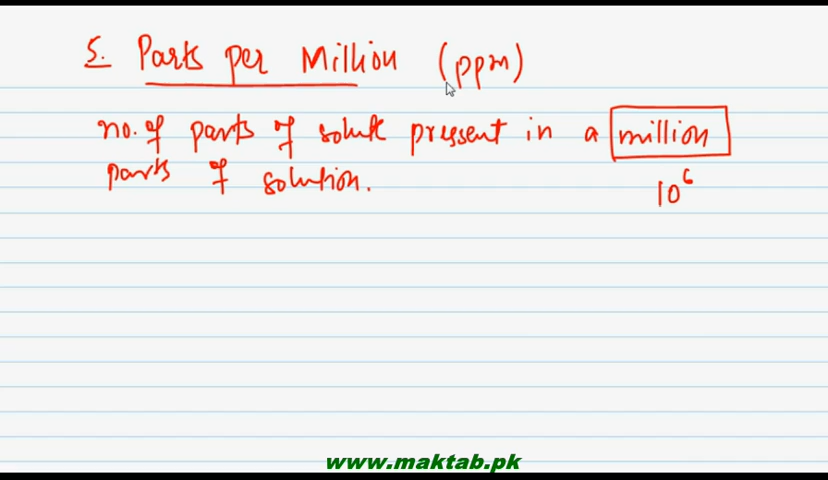 5. Parts per Million (ppm)
no. of parts of solute pressent in a million
parts of solution.
10⁶
www.maktab.pk